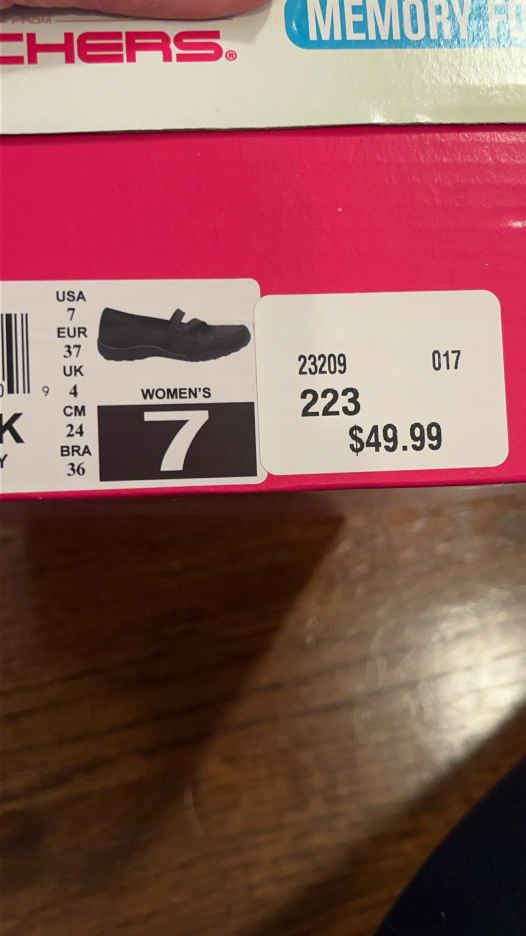 CHERS®
MEMORY
USA
7
EUR
37
UK
4
CM
24
BRA
36
9
K
Y
WOMEN'S
7
23209 017
223
$49.99